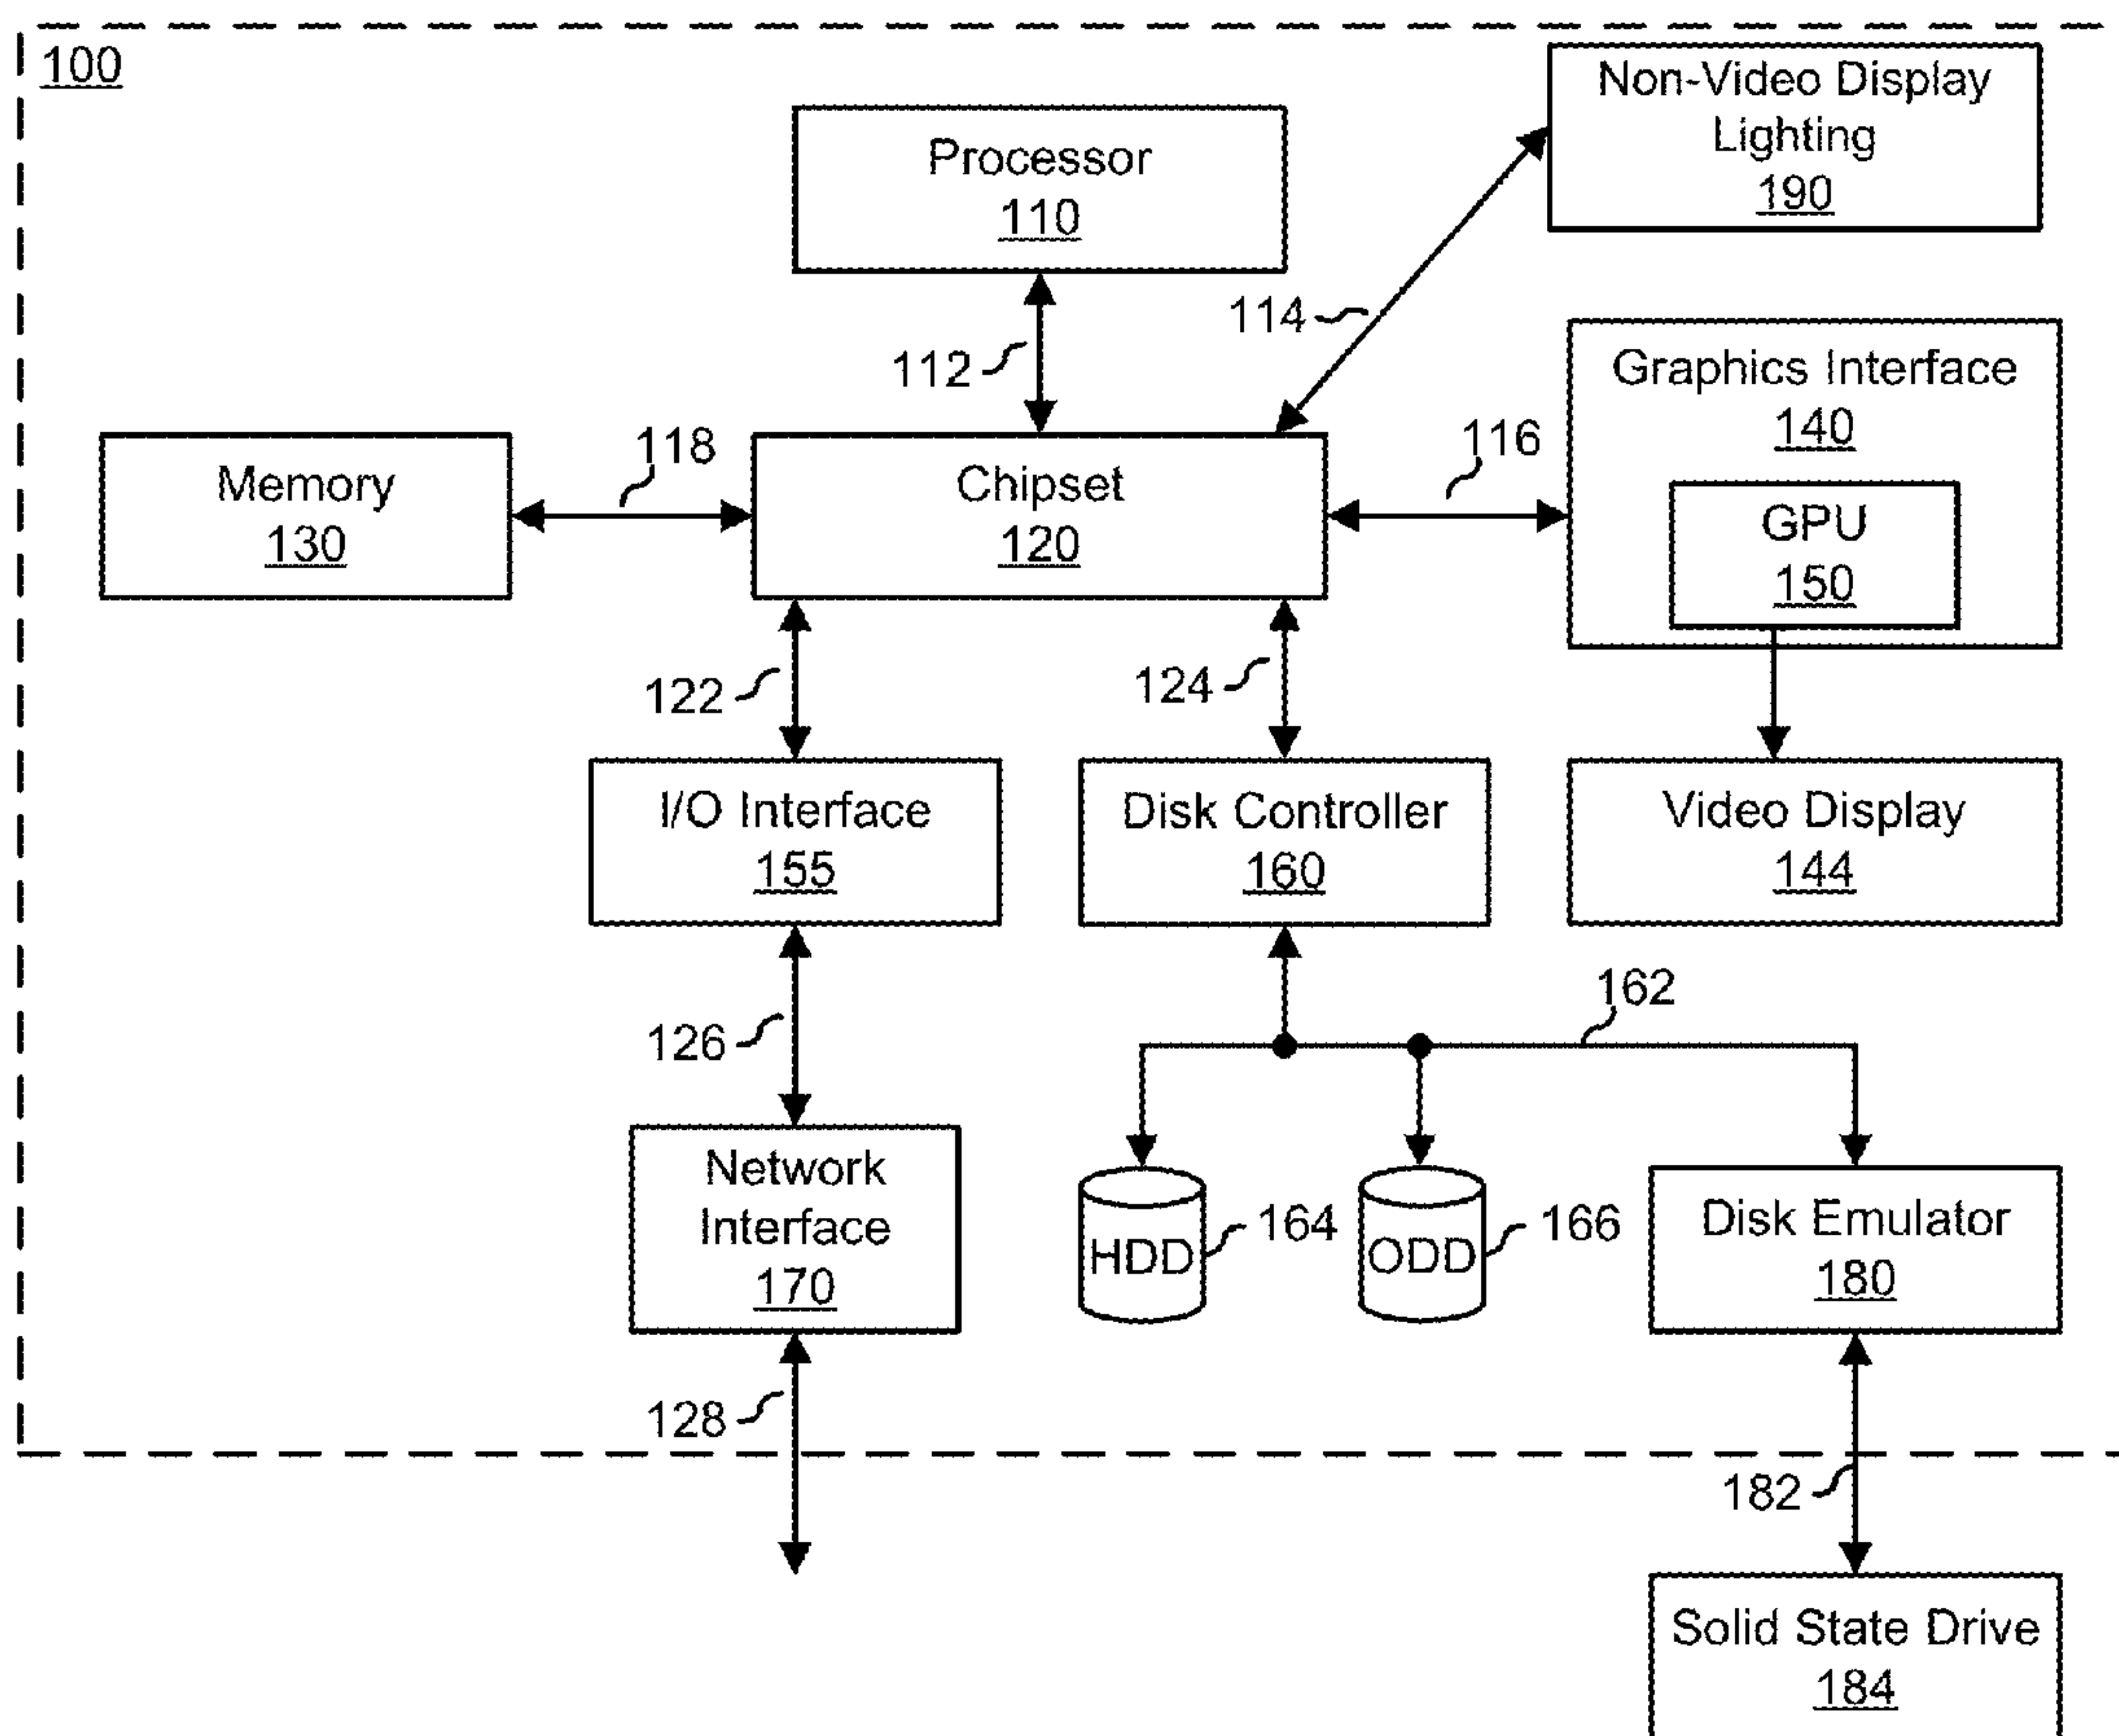 100
Non-Video Display
Lighting
190
Processor
110
114
112
Graphics Interface
140
118
116
Memory
130
Chipset
120
GPU
150
122
124
I/O Interface
155
Disk Controller
160
Video Display
144
162
126
Network
Interface
170
HDD
164
ODD
166
Disk Emulator
180
128
182
Solid State Drive
184